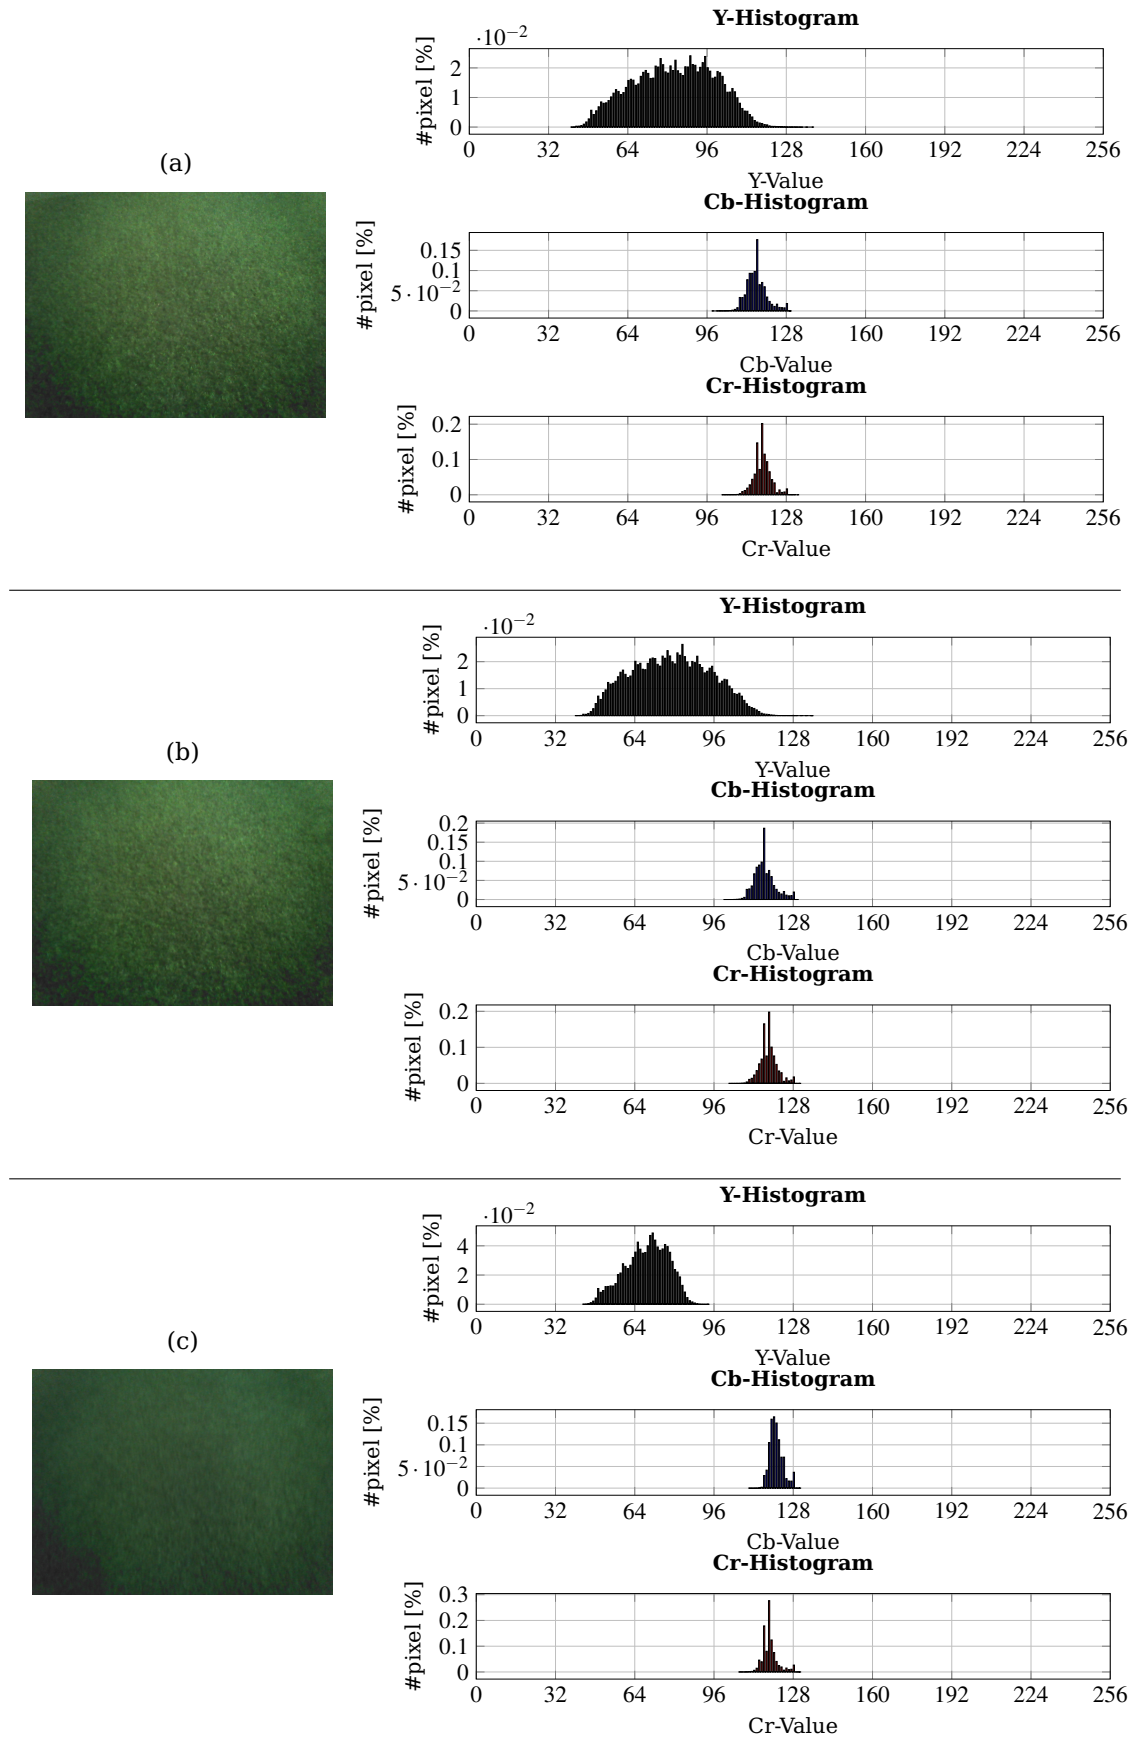 Y-Histogram
·10−2
#pixel [%]
2
1
0
0 32 64 96 128 160 192 224 256
Y-Value
(a)
Cb-Histogram
#pixel [%]
0.15
0.1
5·10−2
0
0 32 64 96 128 160 192 224 256
Cb-Value
Cr-Histogram
#pixel [%]
0.2
0.1
0
0 32 64 96 128 160 192 224 256
Cr-Value
Y-Histogram
·10−2
#pixel [%]
2
1
0
0 32 64 96 128 160 192 224 256
Y-Value
(b)
Cb-Histogram
#pixel [%]
0.2
0.15
0.1
5·10−2
0
0 32 64 96 128 160 192 224 256
Cb-Value
Cr-Histogram
#pixel [%]
0.2
0.1
0
0 32 64 96 128 160 192 224 256
Cr-Value
Y-Histogram
·10−2
#pixel [%]
4
2
0
0 32 64 96 128 160 192 224 256
Y-Value
(c)
Cb-Histogram
#pixel [%]
0.15
0.1
5·10−2
0
0 32 64 96 128 160 192 224 256
Cb-Value
Cr-Histogram
#pixel [%]
0.3
0.2
0.1
0
0 32 64 96 128 160 192 224 256
Cr-Value